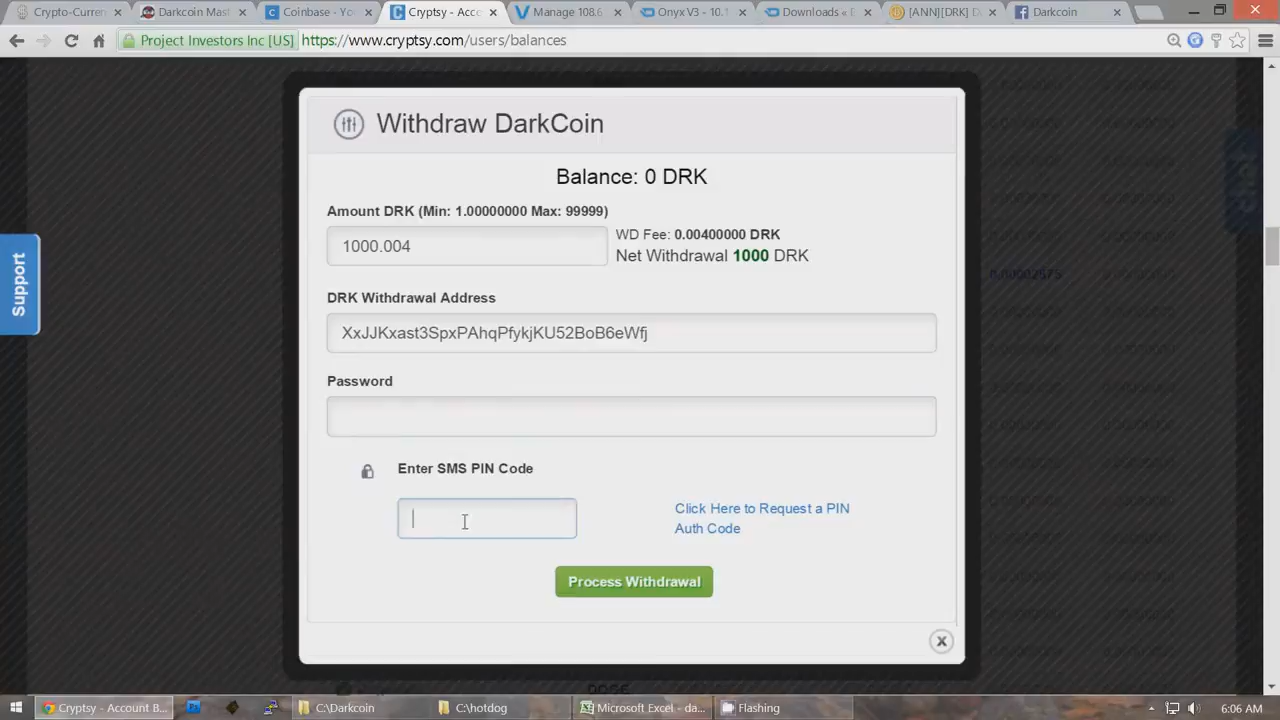 Crypto-Curren
Darkcoin Mast
Coinbase - Yo
Cryptsy - Acco
Manage 108.6
Onyx V3 - 10.1
Downloads «
[ANN][DRK] D
Darkcoin
Project Investors Inc [US]
https://www.cryptsy.com/users/balances
Withdraw DarkCoin
Balance: 0 DRK
Amount DRK (Min: 1.00000000 Max: 99999)
1000.004
WD Fee: 0.00400000 DRK
Net Withdrawal 1000 DRK
Support
chat
DRK Withdrawal Address
XxJJKxast3SpxPAhqPfykjKU52BoB6eWfj
Password
Enter SMS PIN Code
Click Here to Request a PIN
Auth Code
Process Withdrawal
DOSE
Cryptsy - Account B...
C:\Darkcoin
C:\hotdog
Microsoft Excel - da...
Flashing
6:06 AM